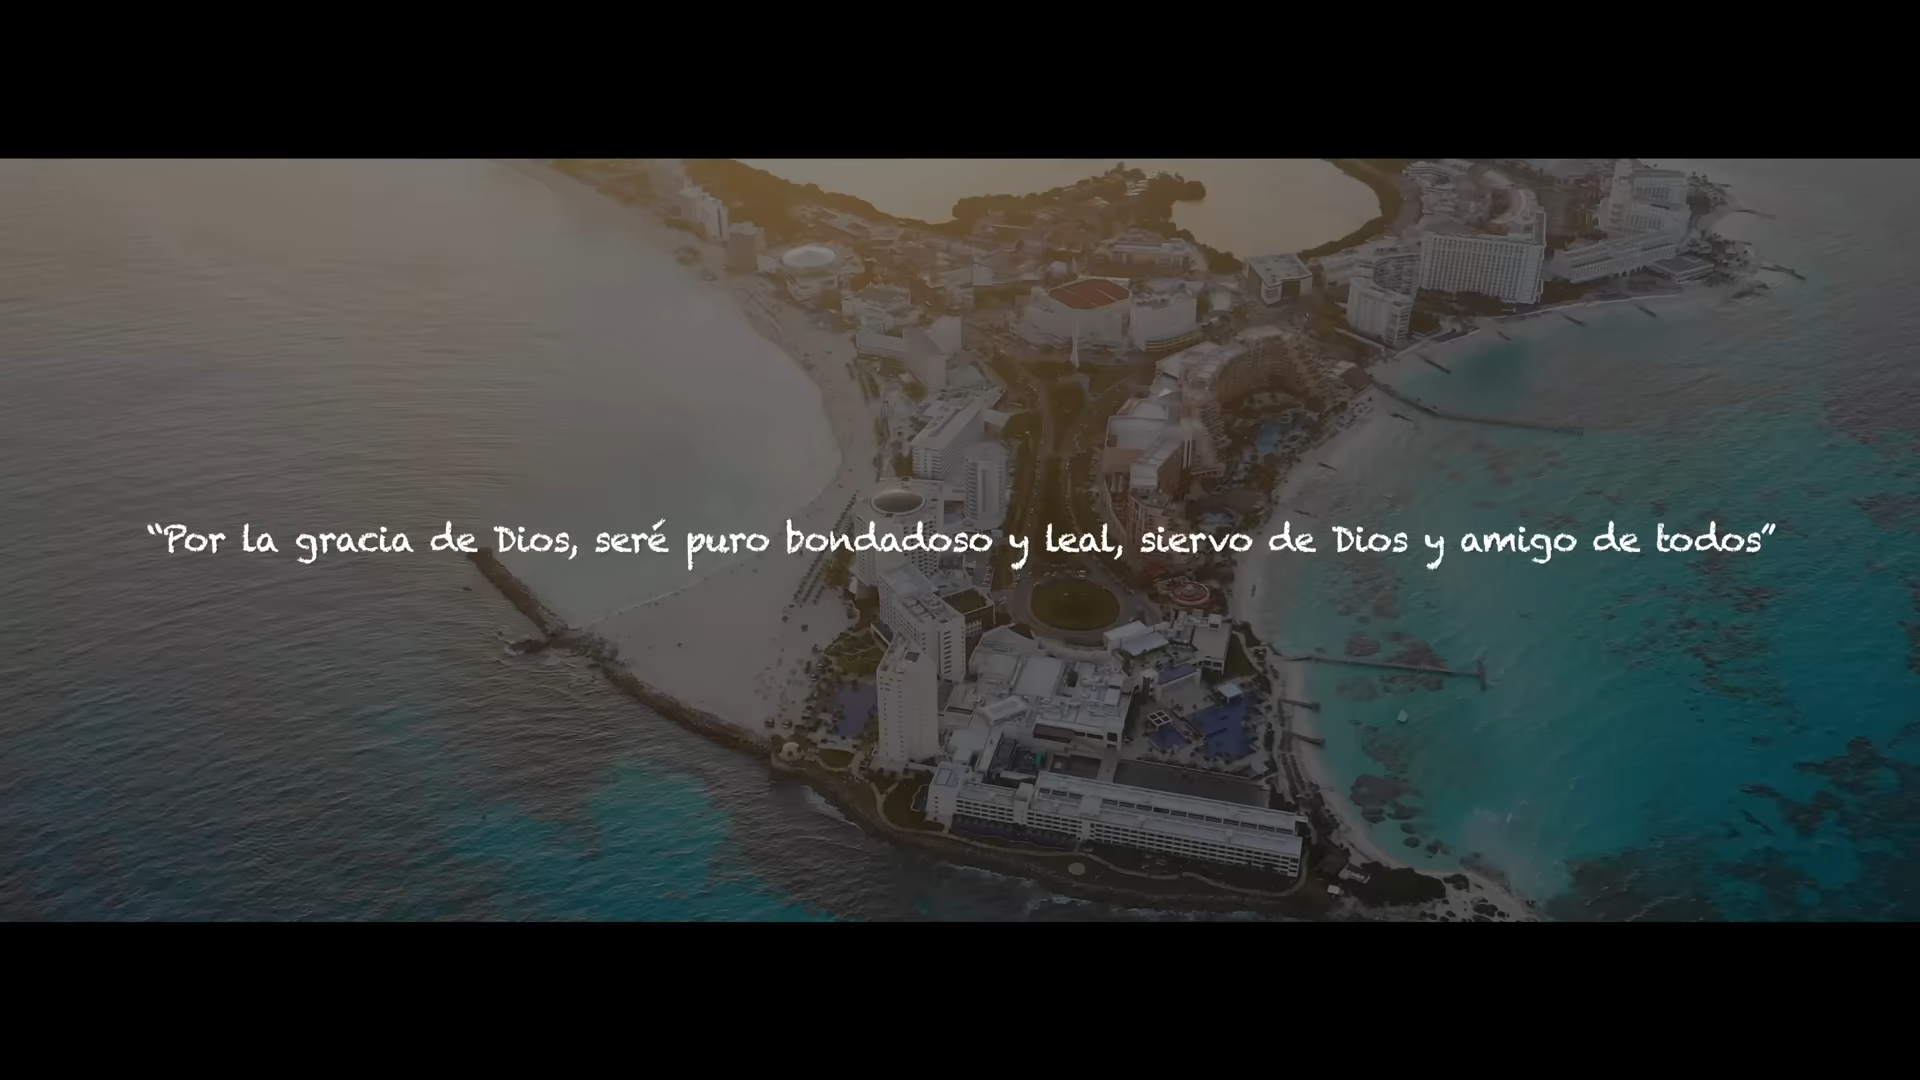 “Por la gracia de Dios, seré puro bondadoso y leal, siervo de Dios y amigo de todos”